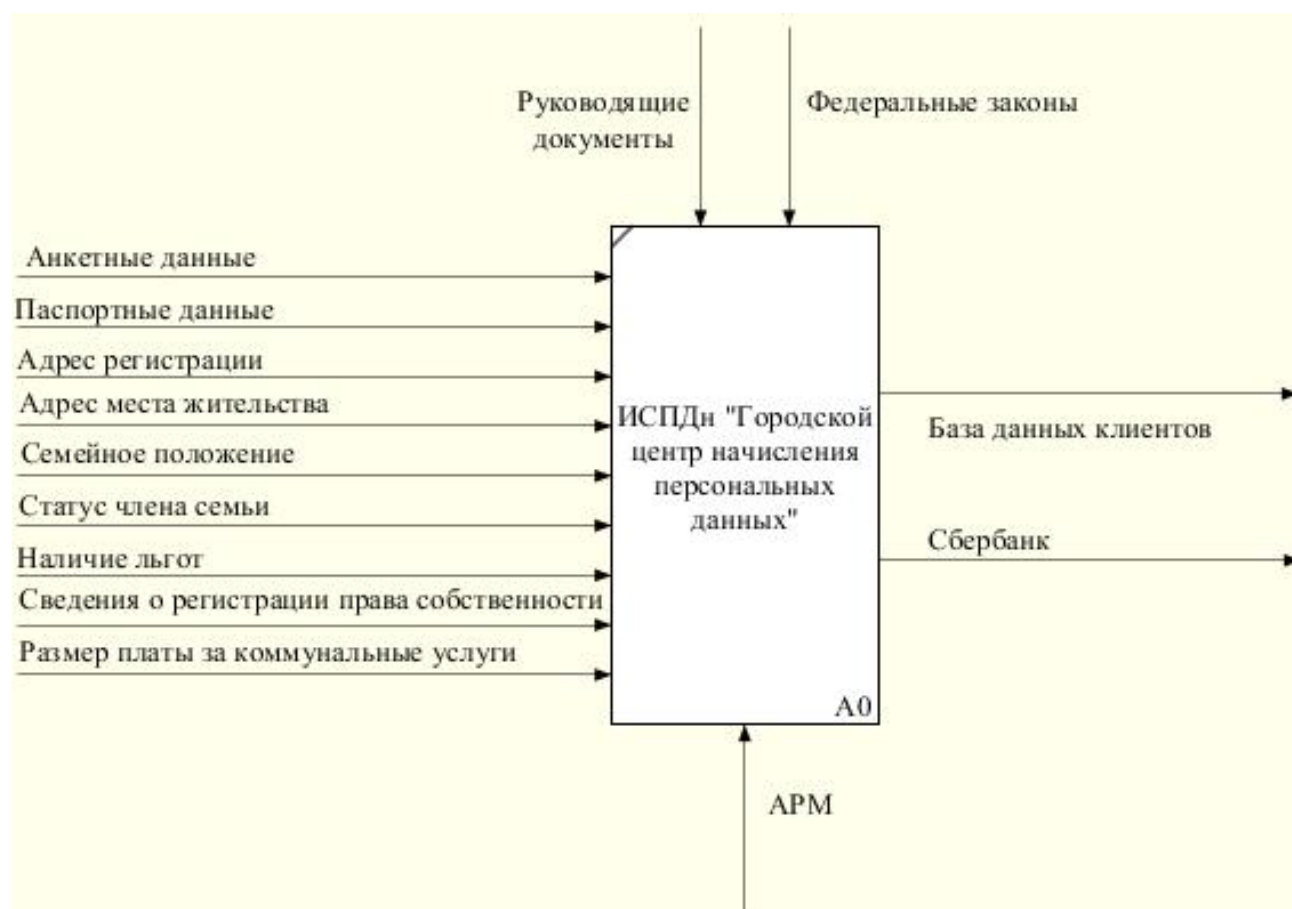 Руководящие
документы
Федеральные законы
Анкетные данные
Паспортные данные
Адрес регистрации
Адрес места жительства
Семейное положение
Статус члена семьи
Наличие льгот
Сведения о регистрации права собственности
Размер платы за коммунальные услуги
ИСПДн "Городской
центр начисления
персональных
данных"
A0
База данных клиентов
Сбербанк
АРМ